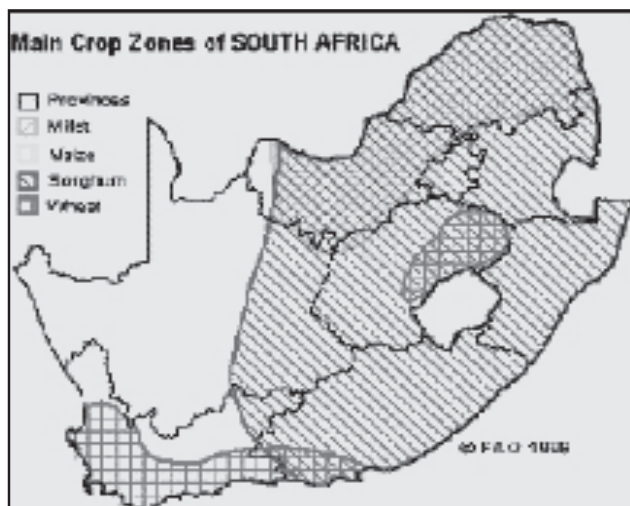 Main Crop Zones of SOUTH AFRICA
Provinces
Millet
Maize
Sorghum
Wheat
© FAO